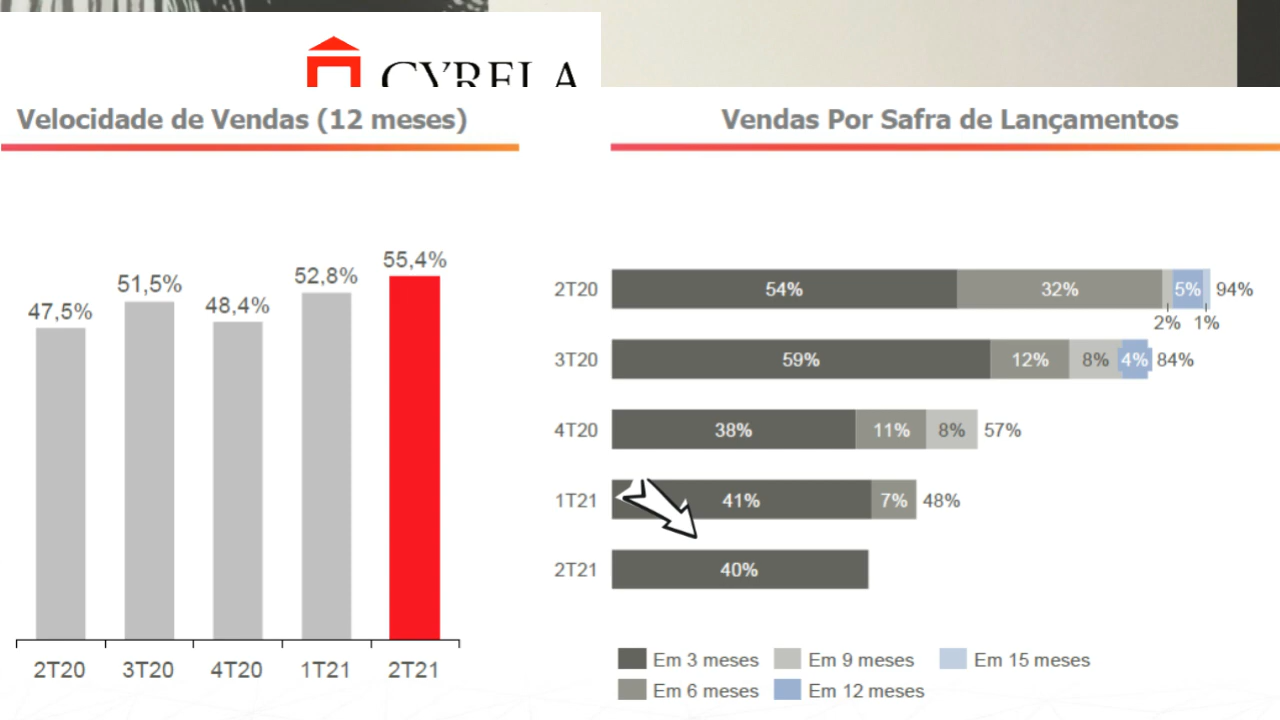 CYRELA
Velocidade de Vendas (12 meses)
47,5%
51,5%
48,4%
52,8%
55,4%
2T20
3T20
4T20
1T21
2T21
Vendas Por Safra de Lançamentos
2T20 54% 32% 5% 94%
2% 1%
3T20 59% 12% 8% 4% 84%
4T20 38% 11% 8% 57%
1T21 41% 7% 48%
2T21 40%
Em 3 meses Em 9 meses Em 15 meses
Em 6 meses Em 12 meses